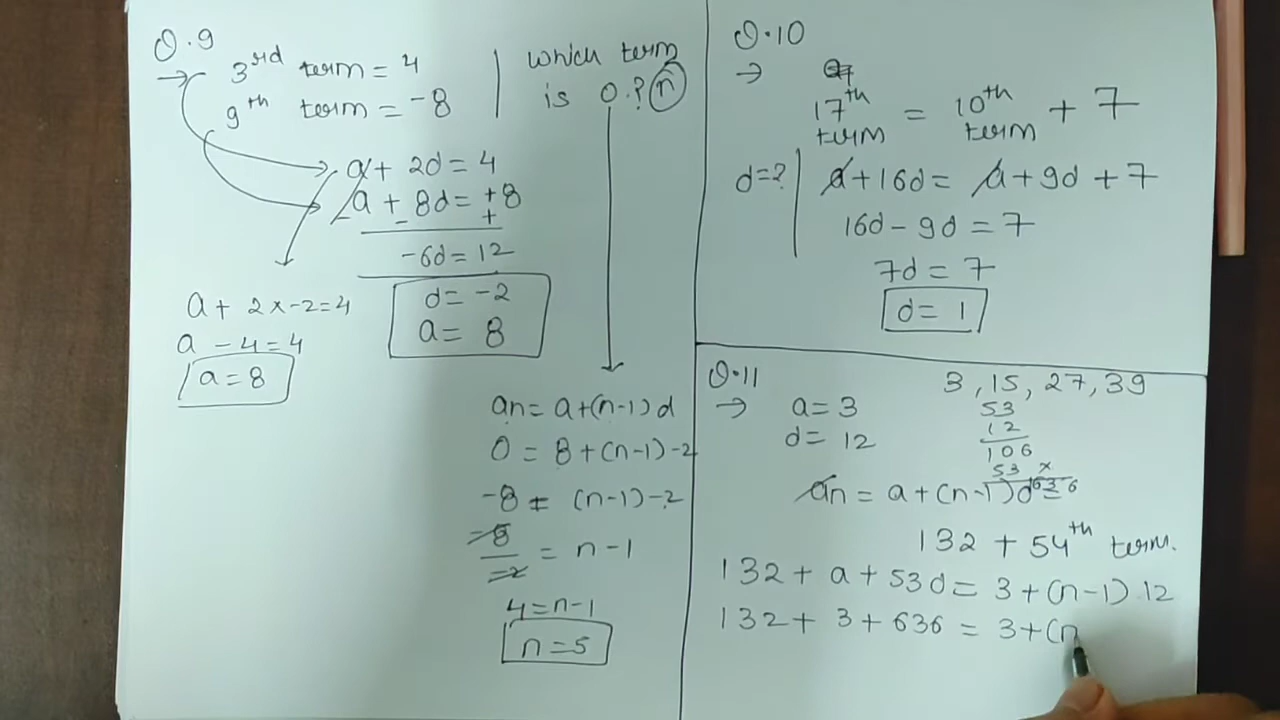 Q.9
→ 3rd term = 4
9th term = -8
which term
is 0.? n
a + 2d = 4
a + 8d = +8
- +
-6d = 12
d = -2
a = 8
a + 2 x -2 = 4
a - 4 = 4
a = 8
an = a + (n-1) d
0 = 8 + (n-1) -2
-8 = (n-1) -2
-8
-2
= n - 1
4 = n - 1
n = 5
Q.10
→
17th term = 10th term + 7
d = ?
a + 16d = a + 9d + 7
16d - 9d = 7
7d = 7
d = 1
Q.11
3, 15, 27, 39
→ a = 3
d = 12
53
12
106
53 x
636
an = a + (n-1) d =
132 + 54th term.
132 + a + 53d = 3 + (n-1) .12
132 + 3 + 636 = 3 + (n